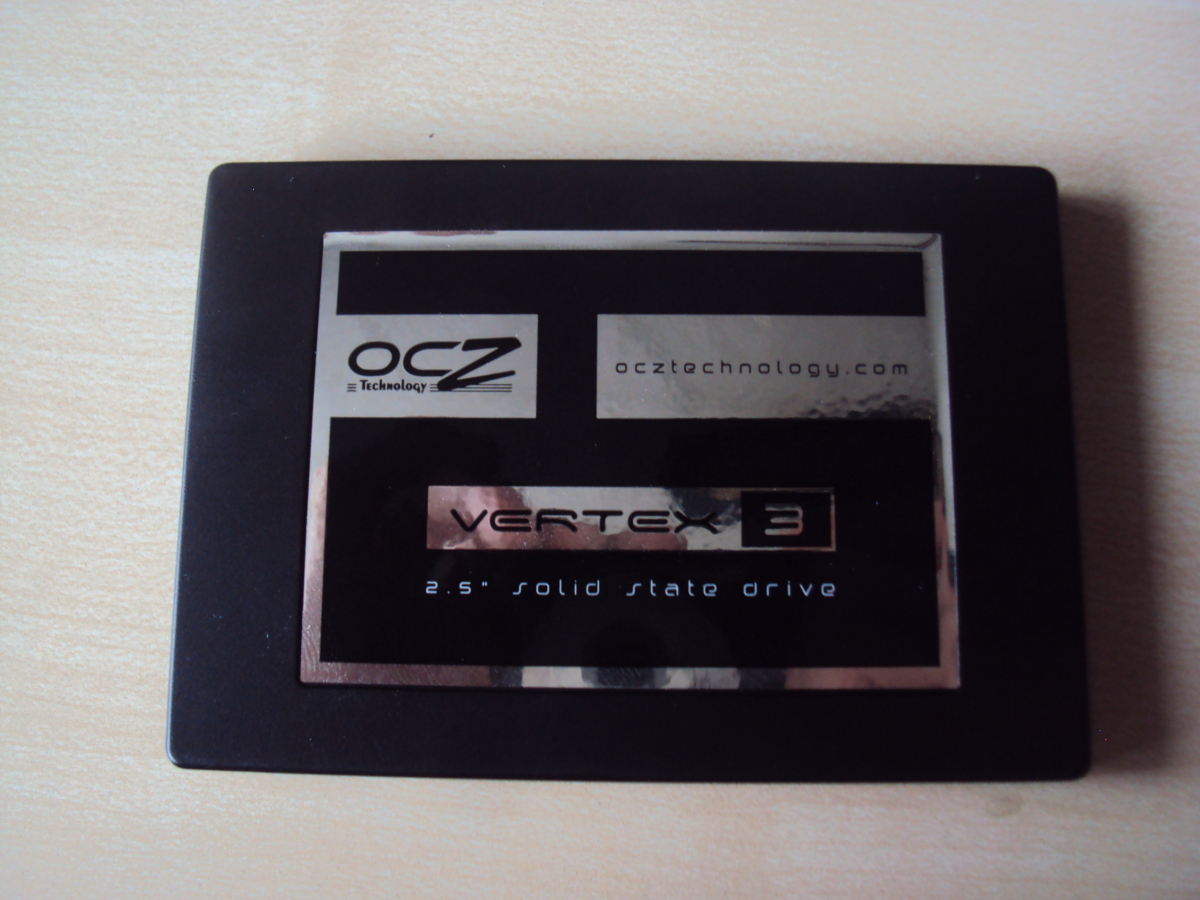 OCZ
Technology
ocztechnology.com
VERTEX 3
2.5" solid state drive